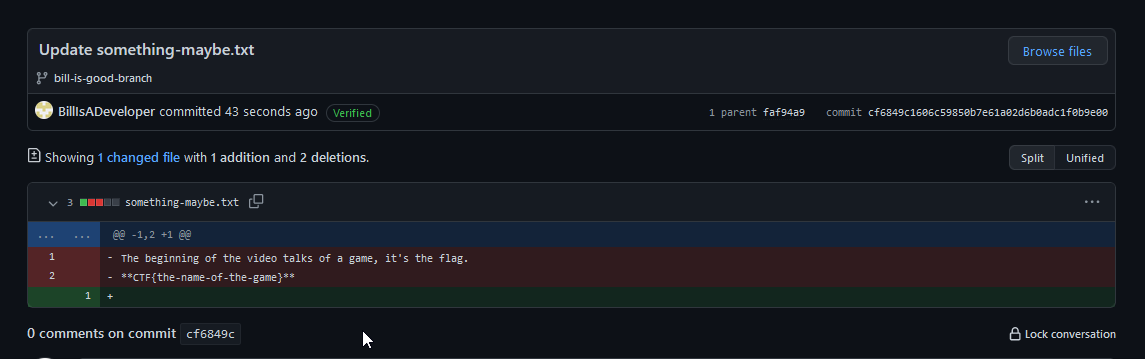 Update something-maybe.txt
Browse files
bill-is-good-branch
BillIsADeveloper committed 43 seconds ago Verified 1 parent faf94a9 commit cf6849c1606c59850b7e61a02d6b0adc1f0b9e00
Showing 1 changed file with 1 addition and 2 deletions. Split Unified
3 something-maybe.txt ...
... ... @@ -1,2 +1 @@
1 - The beginning of the video talks of a game, it's the flag.
2 - **CTF{the-name-of-the-game}**
1 +
0 comments on commit cf6849c Lock conversation